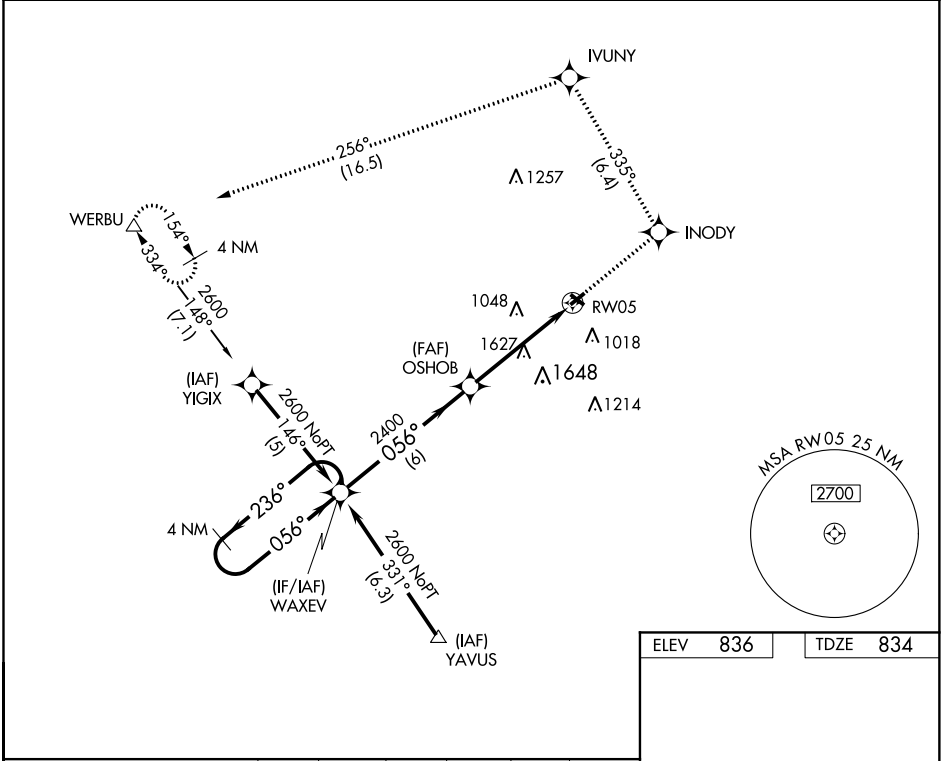 IVUNY
256°
(16.5)
335°
(6.4)
1257
WERBU
154°
334°
4 NM
INODY
2600
148°
(7.1)
1048
RW05
1627
1018
(FAF)
OSHOB
1648
1214
(IAF)
YIGIX
2600 NoPT
146°
(5)
2400
056°
(6)
MSA RW05 25 NM
2700
236°
056°
4 NM
2600 NoPT
331°
(6.3)
(IF/IAF)
WAXEV
(IAF)
YAVUS
ELEV 836
TDZE 834